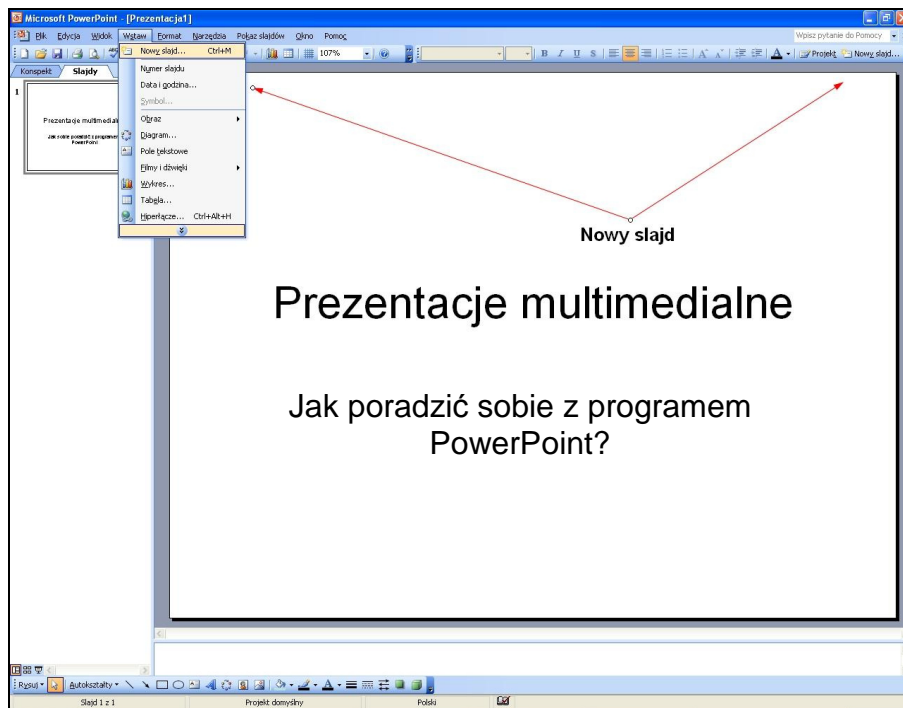 Microsoft PowerPoint - [Prezentacja1]
Plik Edycja Widok Wstaw Format Narzędzia Pokaz slajdów Okno Pomoc
Wpisz pytanie do Pomocy
107%
B I U S
A A
A
Projekt Nowy slajd...
Konspekt Slajdy
Nowy slajd... Ctrl+M
Numer slajdu
Data i godzina...
Symbol...
Obraz
Diagram...
Pole tekstowe
Filmy i dźwięki
Wykres...
Tabela...
Hiperłącze... Ctrl+Alt+H
1
Prezentacje multimedialne
Jak sobie poradzić z programem
PowerPoint
Nowy slajd
Prezentacje multimedialne
Jak poradzić sobie z programem
PowerPoint?
Rysuj Autokształty
A
Slajd 1 z 1 Projekt domyślny Polski